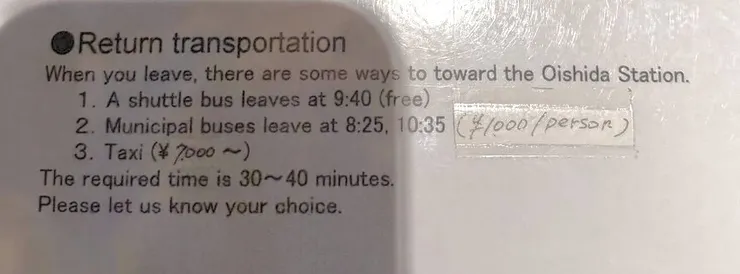 ●Return transportation
When you leave, there are some ways to toward the Oishida Station.
1. A shuttle bus leaves at 9:40 (free)
2. Municipal buses leave at 8:25, 10:35 (¥1000/person)
3. Taxi (¥7000~)
The required time is 30~40 minutes.
Please let us know your choice.